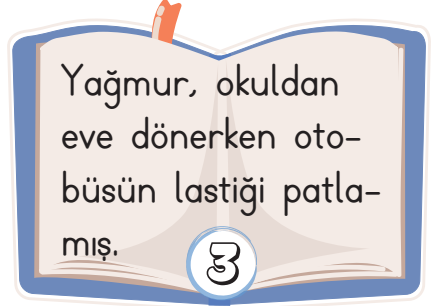 Yağmur, okuldan
eve dönerken oto-
büsün lastiği patla-
mış.
3